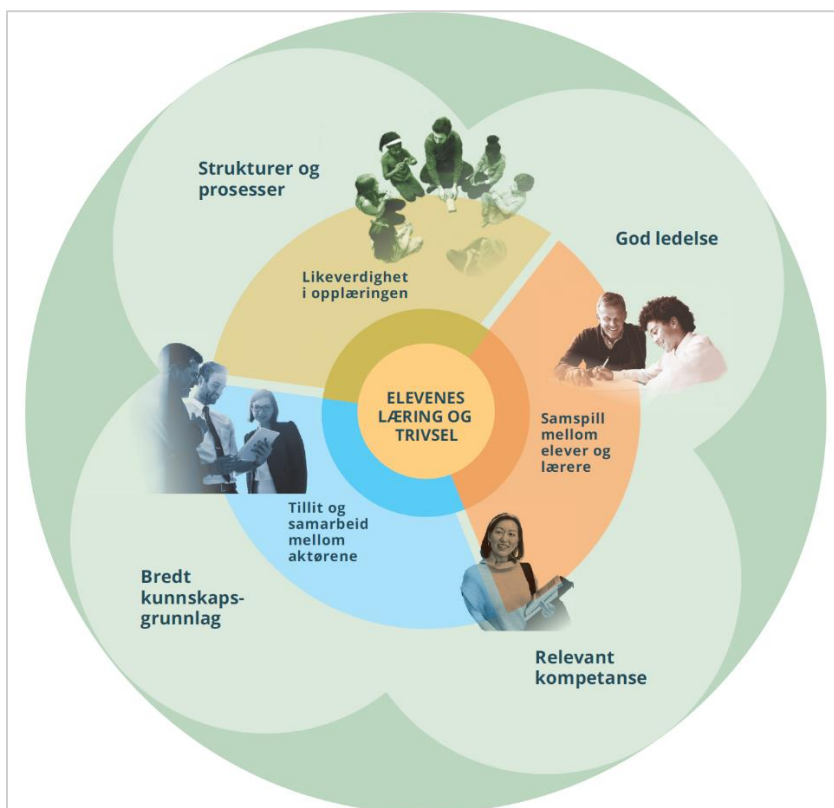 Strukturer og
prosesser
God ledelse
Likeverdighet
i opplæringen
ELEVENES
LÆRING OG
TRIVSEL
Samspill
mellom
elever og
lærere
Tillit og
samarbeid
mellom
aktørene
Bredt
kunnskaps-
grunnlag
Relevant
kompetanse